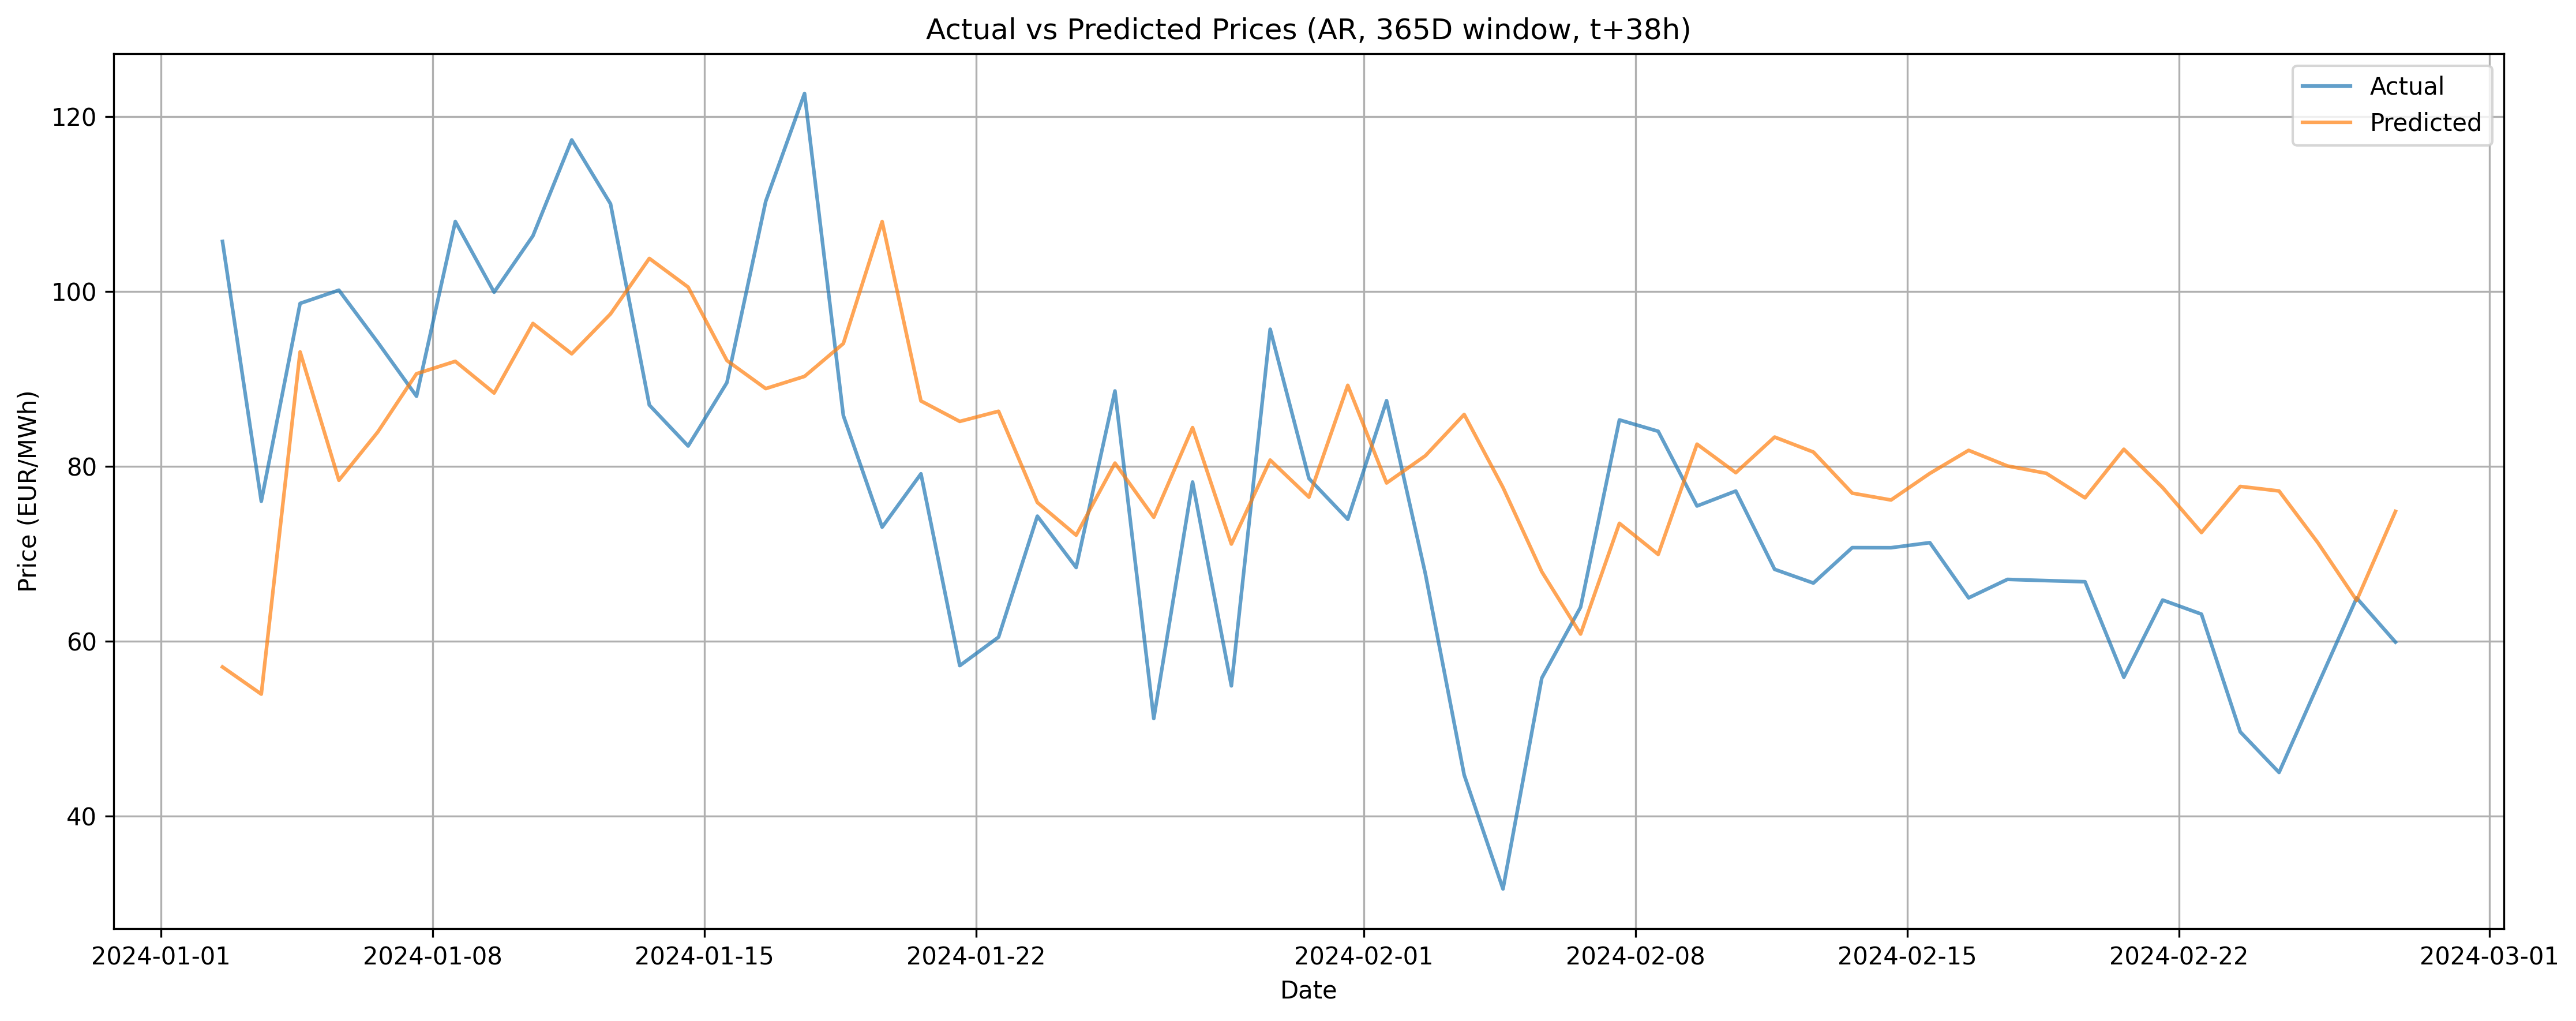 Actual vs Predicted Prices (AR, 365D window, t+38h)
Actual
Predicted
Price (EUR/MWh)
120
100
80
60
40
2024-01-01
2024-01-08
2024-01-15
2024-01-22
2024-02-01
2024-02-08
2024-02-15
2024-02-22
2024-03-01
Date